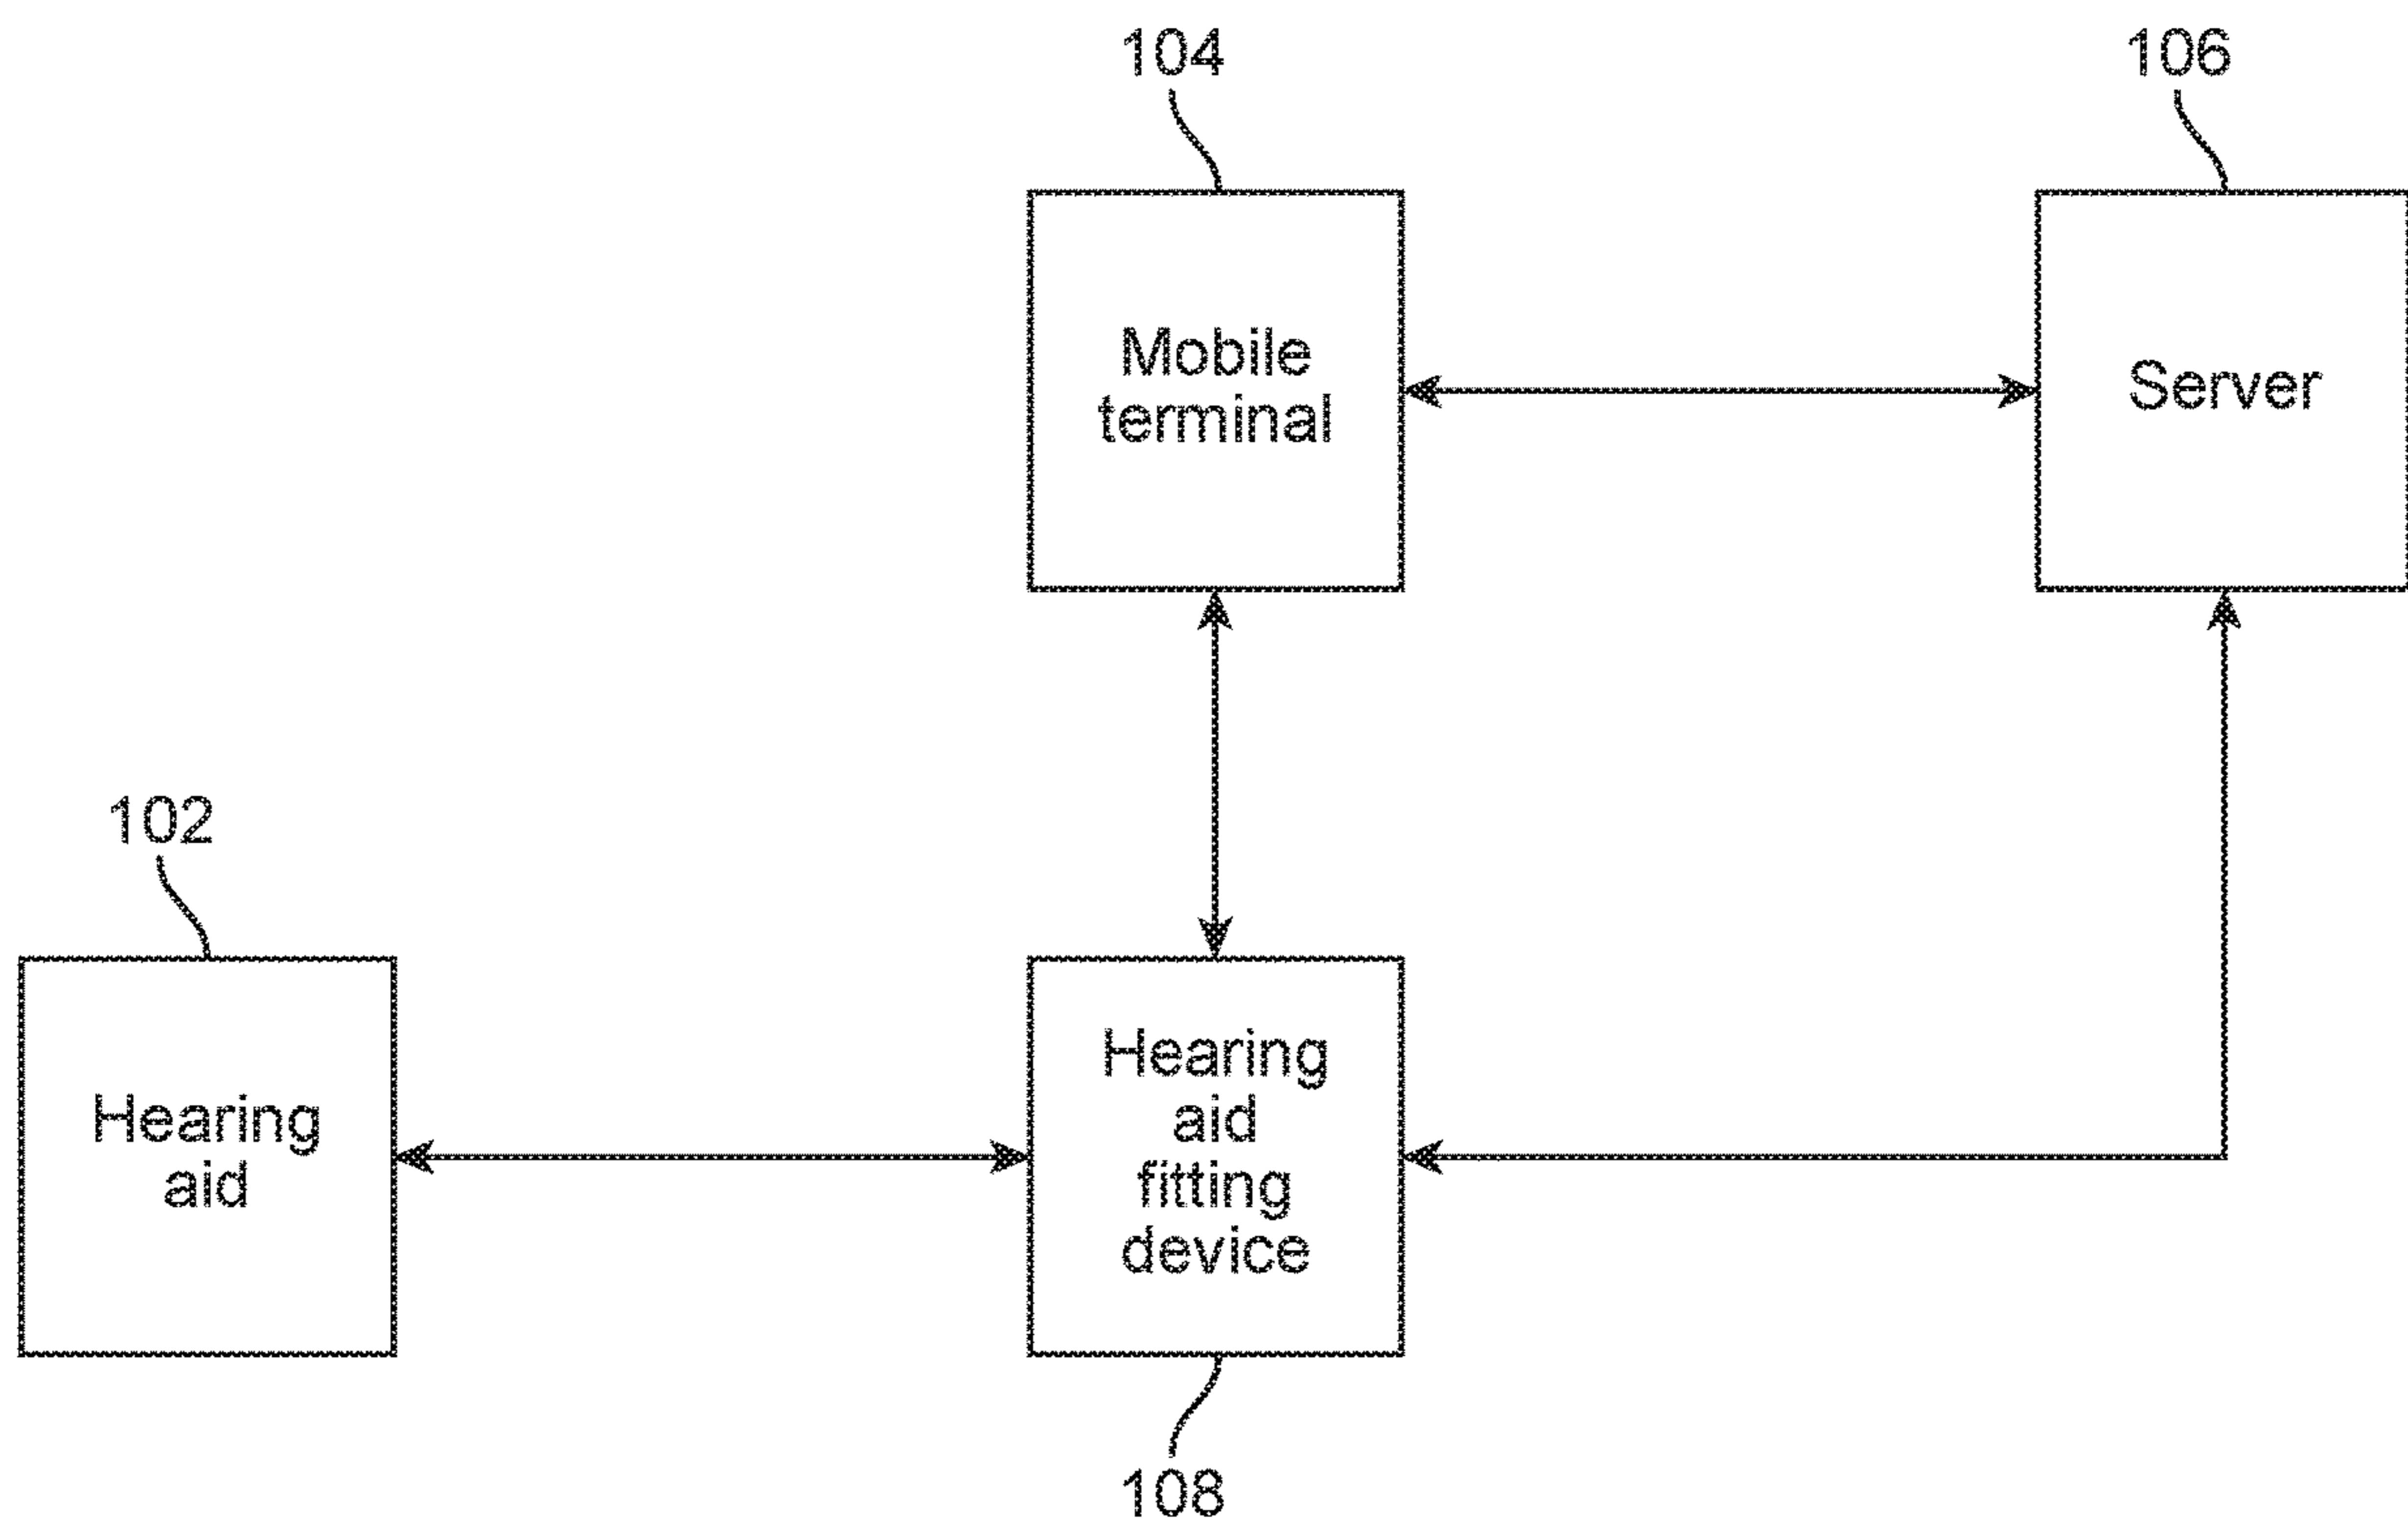 104
106
Mobile
terminal
Server
102
Hearing
aid
Hearing
aid
fitting
device
108